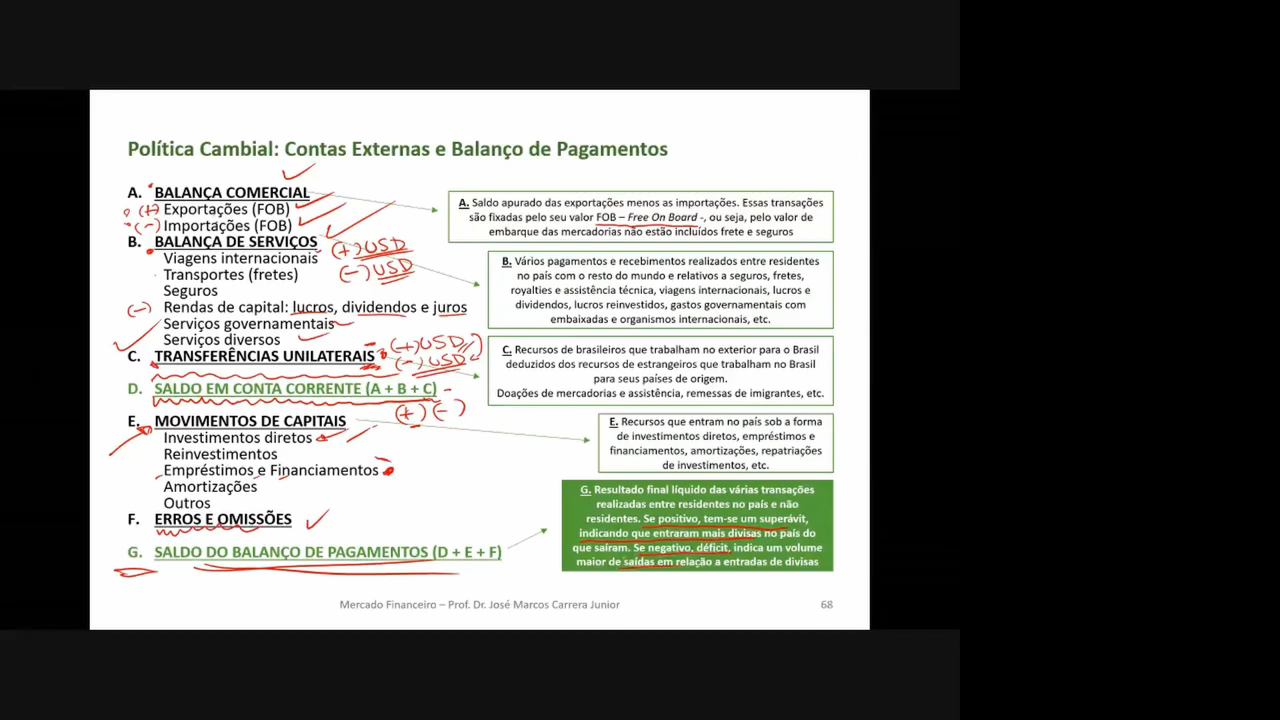 Política Cambial: Contas Externas e Balanço de Pagamentos
A. BALANÇA COMERCIAL
(+) Exportações (FOB)
(-) Importações (FOB)
B. BALANÇA DE SERVIÇOS
Viagens internacionais
(+) USD
Transportes (fretes)
(-) USD
Seguros
(-) Rendas de capital: lucros, dividendos e juros
Serviços governamentais
Serviços diversos
C. TRANSFERÊNCIAS UNILATERAIS
(+) USD
(-) USD
D. SALDO EM CONTA CORRENTE (A + B + C)
(+) (-)
E. MOVIMENTOS DE CAPITAIS
Investimentos diretos
Reinvestimentos
Empréstimos e Financiamentos
Amortizações
Outros
F. ERROS E OMISSÕES
G. SALDO DO BALANÇO DE PAGAMENTOS (D + E + F)
A. Saldo apurado das exportações menos as importações. Essas transações
são fixadas pelo seu valor FOB – Free On Board -, ou seja, pelo valor de
embarque das mercadorias não estão incluídos frete e seguros
B. Vários pagamentos e recebimentos realizados entre residentes
no país com o resto do mundo e relativos a seguros, fretes,
royalties e assistência técnica, viagens internacionais, lucros e
dividendos, lucros reinvestidos, gastos governamentais com
embaixadas e organismos internacionais, etc.
C. Recursos de brasileiros que trabalham no exterior para o Brasil
deduzidos dos recursos de estrangeiros que trabalham no Brasil
para seus países de origem.
Doações de mercadorias e assistência, remessas de imigrantes, etc.
E. Recursos que entram no país sob a forma
de investimentos diretos, empréstimos e
financiamentos, amortizações, repatriações
de investimentos, etc.
G. Resultado final líquido das várias transações
realizadas entre residentes no país e não
residentes. Se positivo, tem-se um superávit,
indicando que entraram mais divisas no país do
que saíram. Se negativo, déficit, indica um volume
maior de saídas em relação a entradas de divisas
Mercado Financeiro – Prof. Dr. José Marcos Carrera Junior
68